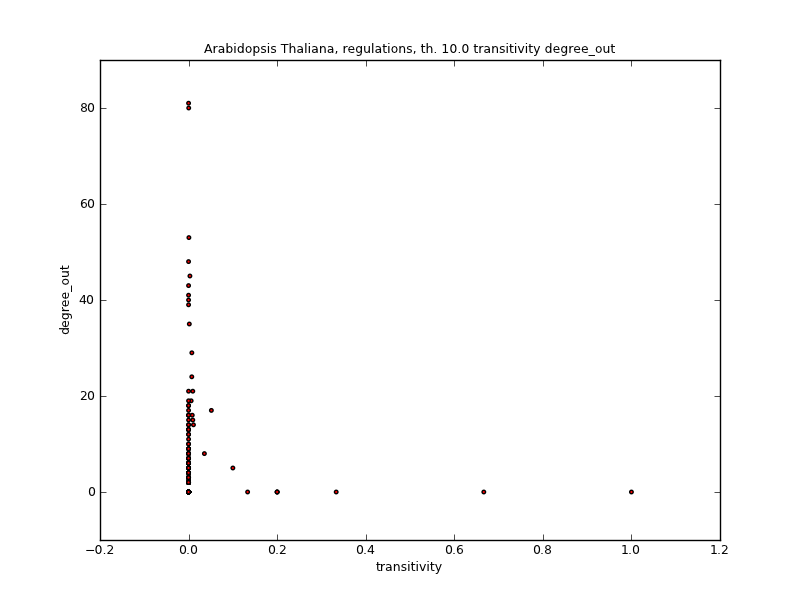 Arabidopsis Thaliana, regulations, th. 10.0 transitivity degree_out
80
60
40
20
0
degree_out
−0.2 0.0 0.2 0.4 0.6 0.8 1.0 1.2
transitivity